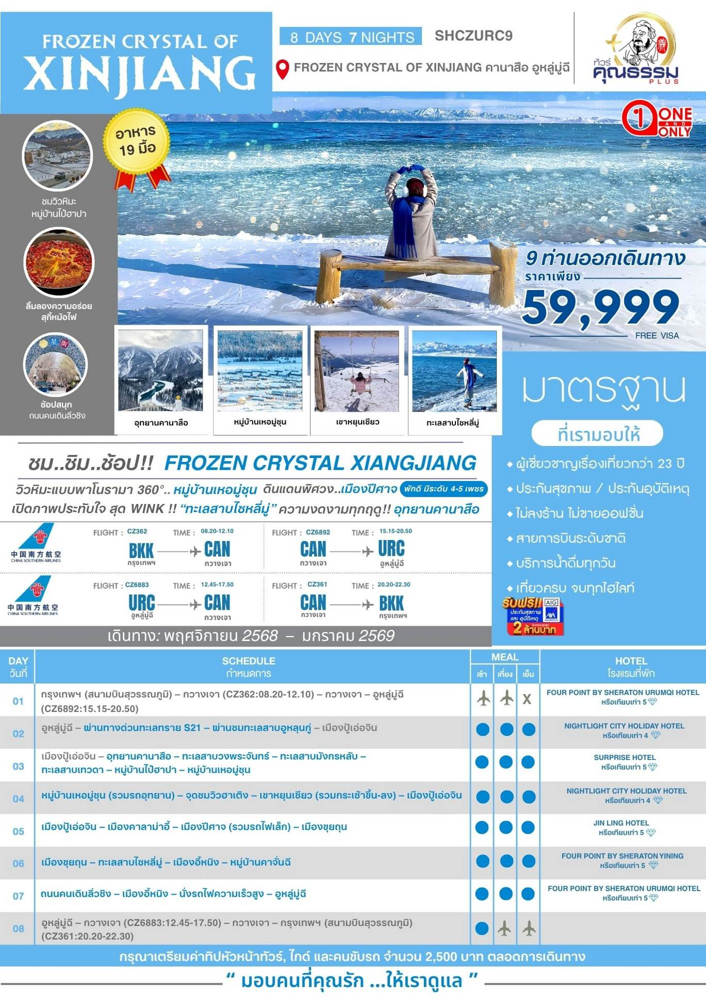 FROZEN CRYSTAL OF
XINJIANG
8 DAYS 7 NIGHTS
SHCZURC9
FROZEN CRYSTAL OF XINJIANG คานาสือ อูหลู่มู่ฉี
ทัวร์
คุณธรรม
PLUS
義
1
ONE
AND
ONLY
อาหาร
19 มื้อ
ชมวิวหิมะ
หมู่บ้านไป๋ฮาปา
ลิ้มลองความอร่อย
สุกี้หม้อไฟ
星街
ช้อปสนุก
ถนนคนเดินลิ่วชิง
9 ท่านออกเดินทาง
ราคาเพียง
59,999
FREE VISA
อุทยานคานาสือ
หมู่บ้านเหอมู่ชุน
เขาหยุนเชียว
ทะเลสาบไซหลี่มู่
มาตรฐาน
ที่เรามอบให้
ผู้เชี่ยวชาญเรื่องเที่ยวกว่า 23 ปี
ประกันสุขภาพ / ประกันอุบัติเหตุ
ไม่ลงร้าน ไม่ขายออฟชั่น
สายการบินระดับชาติ
บริการน้ำดื่มทุกวัน
เที่ยวครบ จบทุกไฮไลท์
รับฟรี!!
AIG
ประกันสุขภาพ
และ อุบัติเหตุ
AXA
2 ล้านบาท
ชม..ชิม..ช้อป!! FROZEN CRYSTAL XIANGJIANG
วิวหิมะแบบพาโนรามา 360°.. หมู่บ้านเหอมู่ชุน ดินแดนพิศวง..เมืองปีศาจ พักดี มีระดับ 4-5 เพชร
เปิดภาพประทับใจ สุด WINK !! “ทะเลสาบไซหลี่มู่” ความงดงามทุกฤดู!! อุทยานคานาสือ
中国南方航空
CHINA SOUTHERN AIRLINES
FLIGHT : CZ362 TIME : 08.20-12.10
BKK CAN
กรุงเทพฯ กวางเจา
FLIGHT : CZ6892 TIME : 15.15-20.50
CAN URC
กวางเจา อูหลู่มู่ฉี
中国南方航空
CHINA SOUTHERN AIRLINES
FLIGHT : CZ6883 TIME : 12.45-17.50
URC CAN
อูหลู่มู่ฉี กวางเจา
FLIGHT : CZ361 TIME : 20.20-22.30
CAN BKK
กวางเจา กรุงเทพฯ
เดินทาง: พฤศจิกายน 2568 – มกราคม 2569
DAY SCHEDULE MEAL HOTEL
วันที่ กำหนดการ เช้า เที่ยง เย็น โรงแรมที่พัก
01 กรุงเทพฯ (สนามบินสุวรรณภูมิ) – กวางเจา (CZ362:08.20-12.10) – กวางเจา – อูหลู่มู่ฉี
(CZ6892:15.15-20.50) X
FOUR POINT BY SHERATON URUMQI HOTEL
หรือเทียบเท่า 5
02 อูหลู่มู่ฉี – ผ่านทางด่วนทะเลทราย S21 – ผ่านชมทะเลสาบอูหลุนกู่ – เมืองปู้เอ่อจิน
NIGHTLIGHT CITY HOLIDAY HOTEL
หรือเทียบเท่า 4
03 เมืองปู้เอ่อจิน – อุทยานคานาสือ – ทะเลสาบวงพระจันทร์ – ทะเลสาบมังกรหลับ –
ทะเลสาบเทวดา – หมู่บ้านไป๋ฮาปา – หมู่บ้านเหอมู่ชุน
SURPRISE HOTEL
หรือเทียบเท่า 5
04 หมู่บ้านเหอมู่ชุน (รวมรถอุทยาน) – จุดชมวิวฮาเติง – เขาหยุนเชียว (รวมกระเช้าขึ้น-ลง) – เมืองปู้เอ่อจิน
NIGHTLIGHT CITY HOLIDAY HOTEL
หรือเทียบเท่า 4
05 เมืองปู้เอ่อจิน – เมืองคาลาม่าอี้ – เมืองปีศาจ (รวมรถไฟเล็ก) – เมืองขุยถุน
JIN LING HOTEL
หรือเทียบเท่า 5
06 เมืองขุยถุน – ทะเลสาบไซหลี่มู่ – เมืองอี้หนิง – หมู่บ้านคาจั่นฉี
FOUR POINT BY SHERATON YINING
หรือเทียบเท่า 5
07 ถนนคนเดินลิ่วชิง – เมืองอี้หนิง – นั่งรถไฟความเร็วสูง – อูหลู่มู่ฉี
FOUR POINT BY SHERATON URUMQI HOTEL
หรือเทียบเท่า 5
08 อูหลู่มู่ฉี – กวางเจา (CZ6883:12.45-17.50) – กวางเจา – กรุงเทพฯ (สนามบินสุวรรณภูมิ)
(CZ361:20.20-22.30)
กรุณาเตรียมค่าทิปหัวหน้าทัวร์, ไกด์ และคนขับรถ จำนวน 2,500 บาท ตลอดการเดินทาง
“ มอบคนที่คุณรัก ...ให้เราดูแล ”